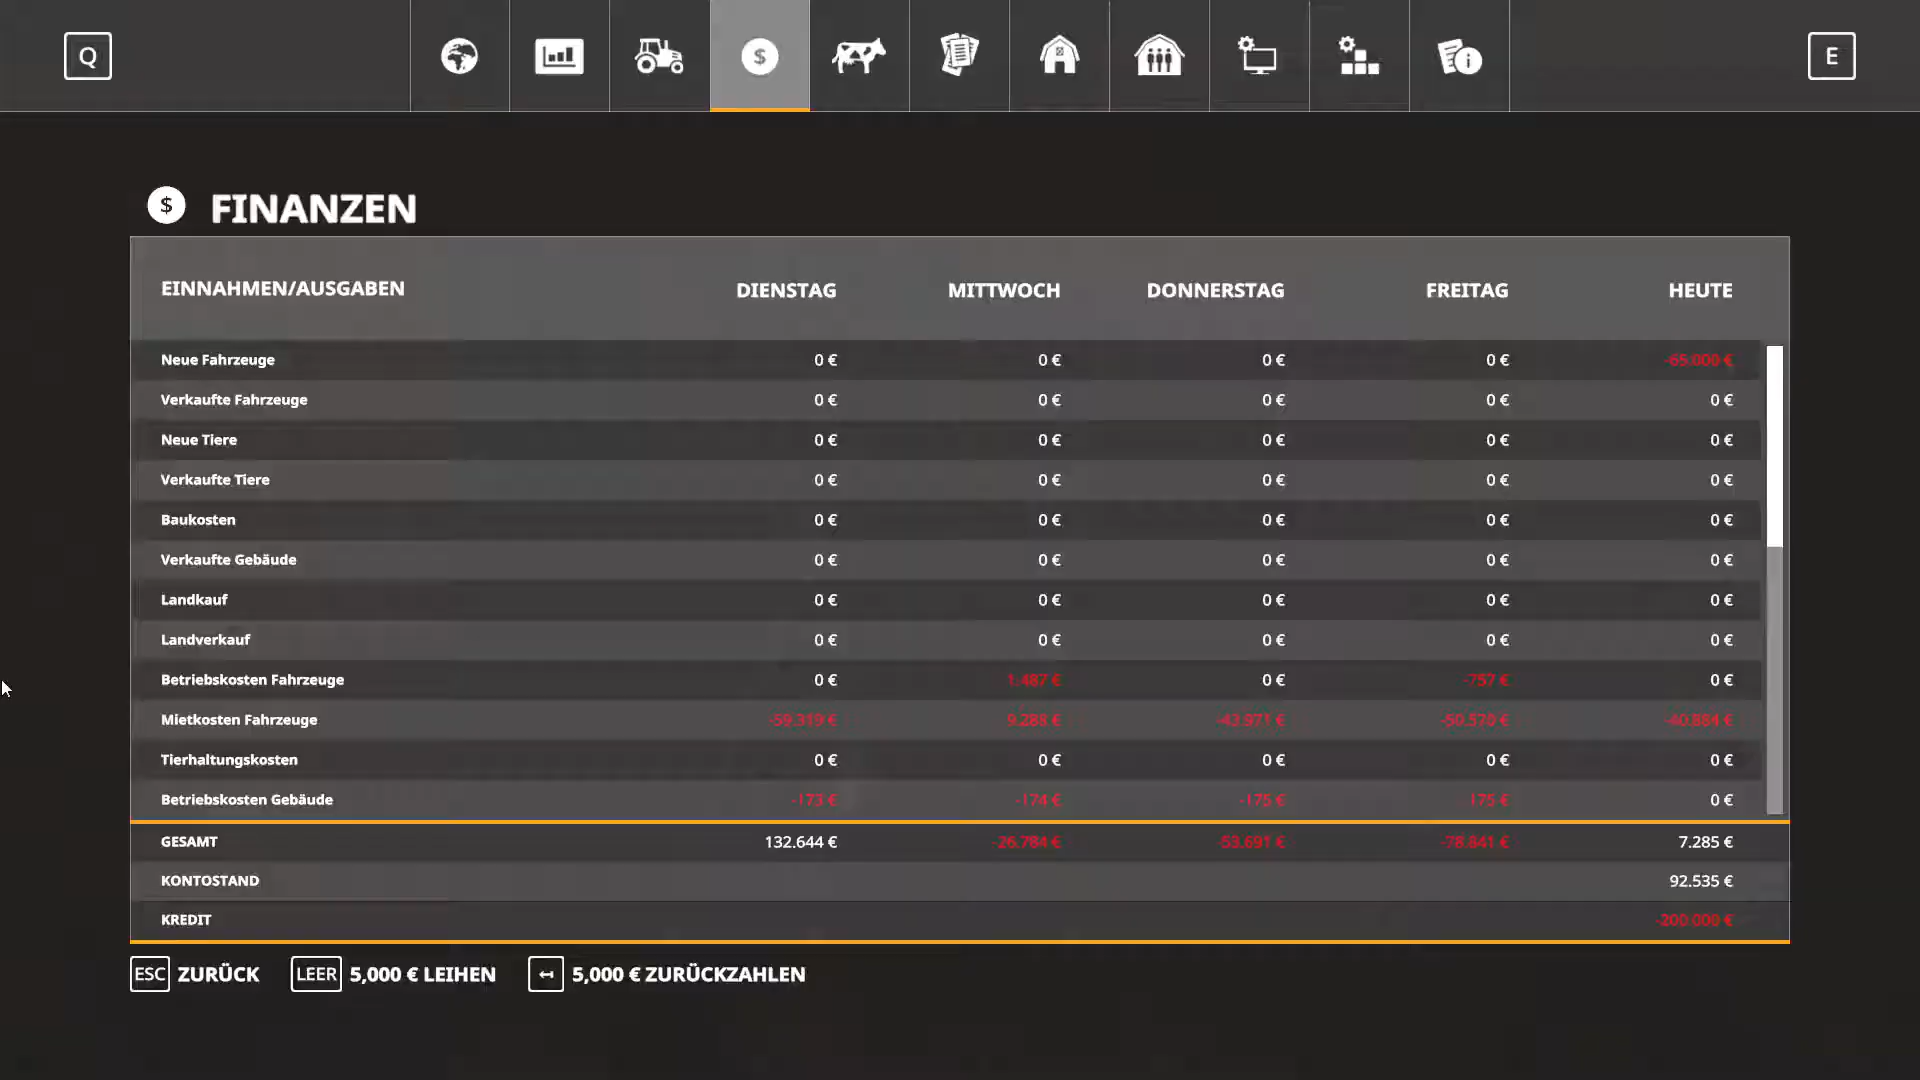 Q
$
E
$ FINANZEN
EINNAHMEN/AUSGABEN DIENSTAG MITTWOCH DONNERSTAG FREITAG HEUTE
Neue Fahrzeuge 0 € 0 € 0 € 0 € -65.000 €
Verkaufte Fahrzeuge 0 € 0 € 0 € 0 € 0 €
Neue Tiere 0 € 0 € 0 € 0 € 0 €
Verkaufte Tiere 0 € 0 € 0 € 0 € 0 €
Baukosten 0 € 0 € 0 € 0 € 0 €
Verkaufte Gebäude 0 € 0 € 0 € 0 € 0 €
Landkauf 0 € 0 € 0 € 0 € 0 €
Landverkauf 0 € 0 € 0 € 0 € 0 €
Betriebskosten Fahrzeuge 0 € 1.487 € 0 € -757 € 0 €
Mietkosten Fahrzeuge -59.319 € 9.288 € -43.971 € -50.570 € -40.884 €
Tierhaltungskosten 0 € 0 € 0 € 0 € 0 €
Betriebskosten Gebäude -173 € -174 € -175 € 175 € 0 €
GESAMT 132.644 € -26.784 € -53.691 € -78.841 € 7.285 €
KONTOSTAND 92.535 €
KREDIT -200.000 €
ESC ZURÜCK LEER 5,000 € LEIHEN 5,000 € ZURÜCKZAHLEN